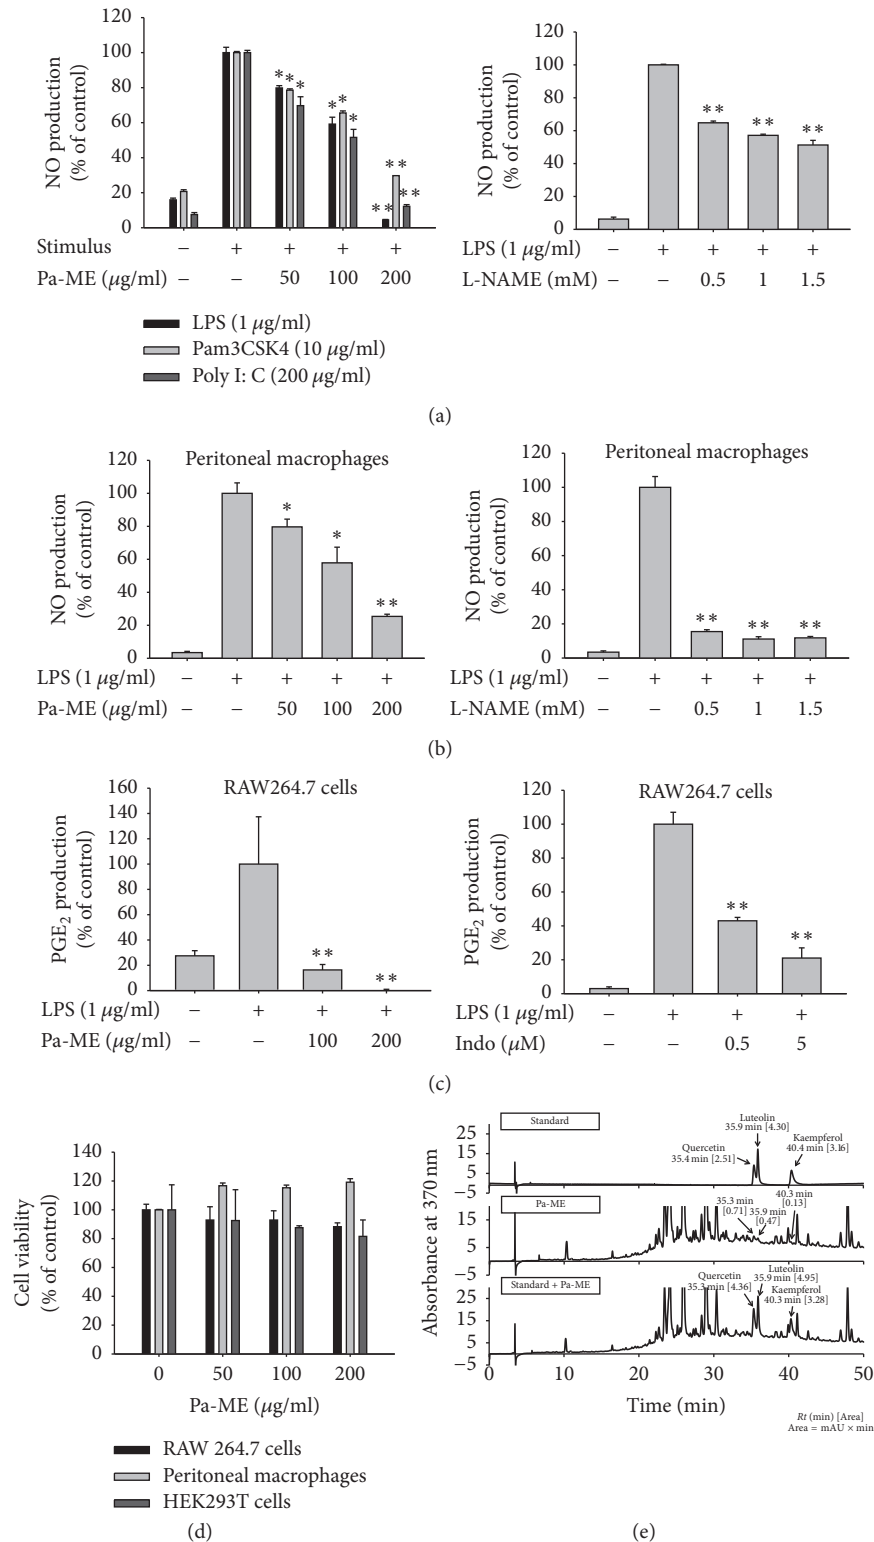 120
100
80
60
40
20
0
NO production
(% of control)
* * *
* * *
** ** **
Stimulus − + + + +
Pa-ME (μg/ml) − − 50 100 200
LPS (1 μg/ml)
Pam3CSK4 (10 μg/ml)
Poly I: C (200 μg/ml)
120
100
80
60
40
20
0
NO production
(% of control)
** ** **
LPS (1 μg/ml) − + + + +
L-NAME (mM) − − 0.5 1 1.5
(a)
Peritoneal macrophages
120
100
80
60
40
20
0
NO production
(% of control)
* * **
LPS (1 μg/ml) − + + + +
Pa-ME (μg/ml) − − 50 100 200
Peritoneal macrophages
120
100
80
60
40
20
0
NO production
(% of control)
** ** **
LPS (1 μg/ml) − + + + +
L-NAME (mM) − − 0.5 1 1.5
(b)
RAW264.7 cells
160
140
120
100
80
60
40
20
0
PGE2 production
(% of control)
** **
LPS (1 μg/ml) − + + +
Pa-ME (μg/ml) − − 100 200
RAW264.7 cells
120
100
80
60
40
20
0
PGE2 production
(% of control)
** **
LPS (1 μg/ml) − + + +
Indo (μM) − − 0.5 5
(c)
140
120
100
80
60
40
20
0
Cell viability
(% of control)
0 50 100 200
Pa-ME (μg/ml)
RAW 264.7 cells
Peritoneal macrophages
HEK293T cells
(d)
Absorbance at 370 nm
Standard
25
15
5
−5
Quercetin
35.4 min [2.51]
Luteolin
35.9 min [4.30]
Kaempferol
40.4 min [3.16]
Pa-ME
15
5
−5
35.3 min
[0.71]
35.9 min
[0.47]
40.3 min
[0.13]
Standard + Pa-ME
25
15
5
−5
Quercetin
35.3 min [4.36]
Luteolin
35.9 min [4.95]
Kaempferol
40.3 min [3.28]
0 10 20 30 40 50
Time (min)
Rt (min) [Area]
Area = mAU × min
(e)